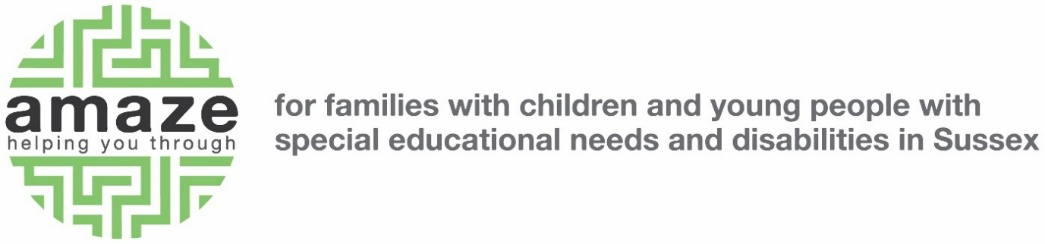 amaze
helping you through
for families with children and young people with
special educational needs and disabilities in Sussex